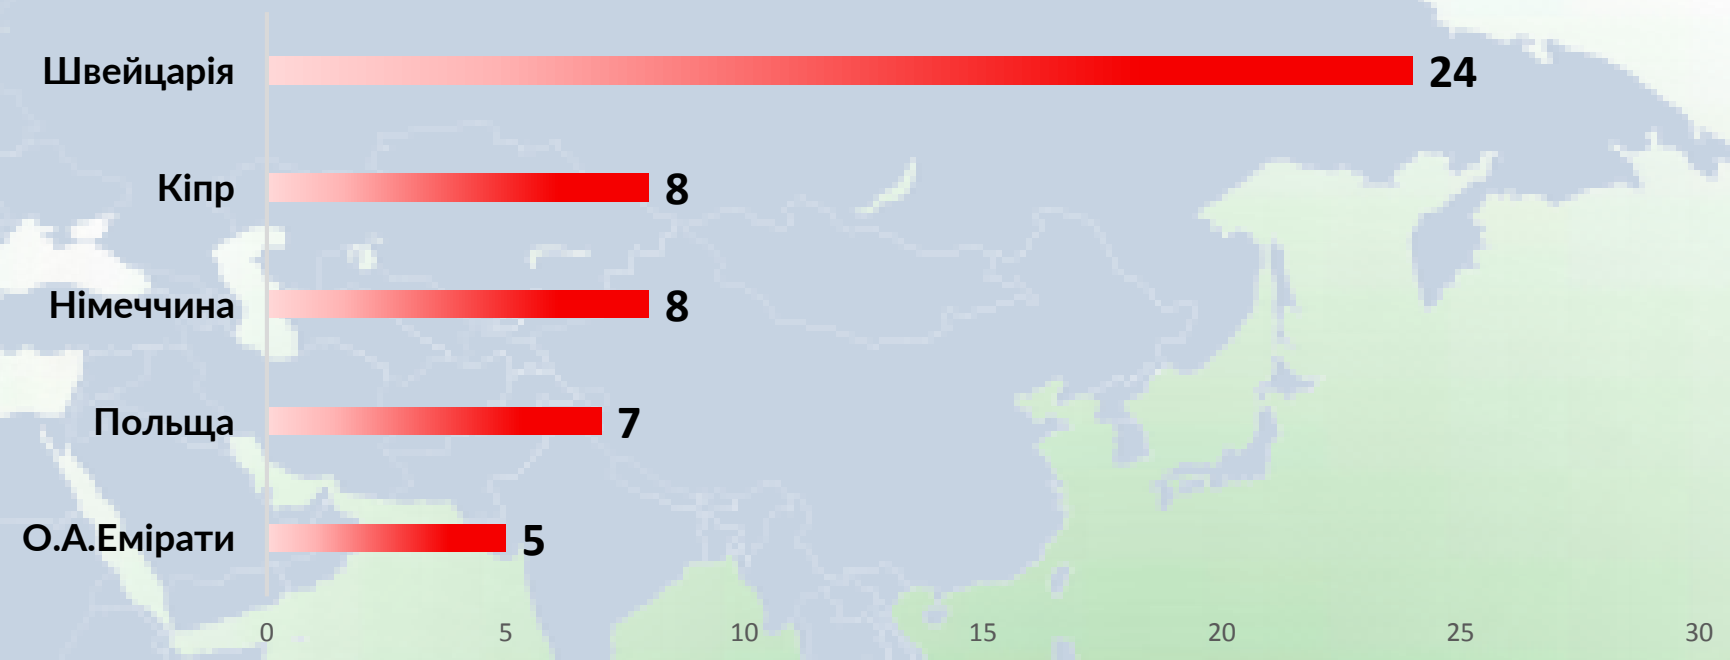 Швейцарія 24
Кіпр 8
Німеччина 8
Польща 7
О.А.Емірати 5
0 5 10 15 20 25 30